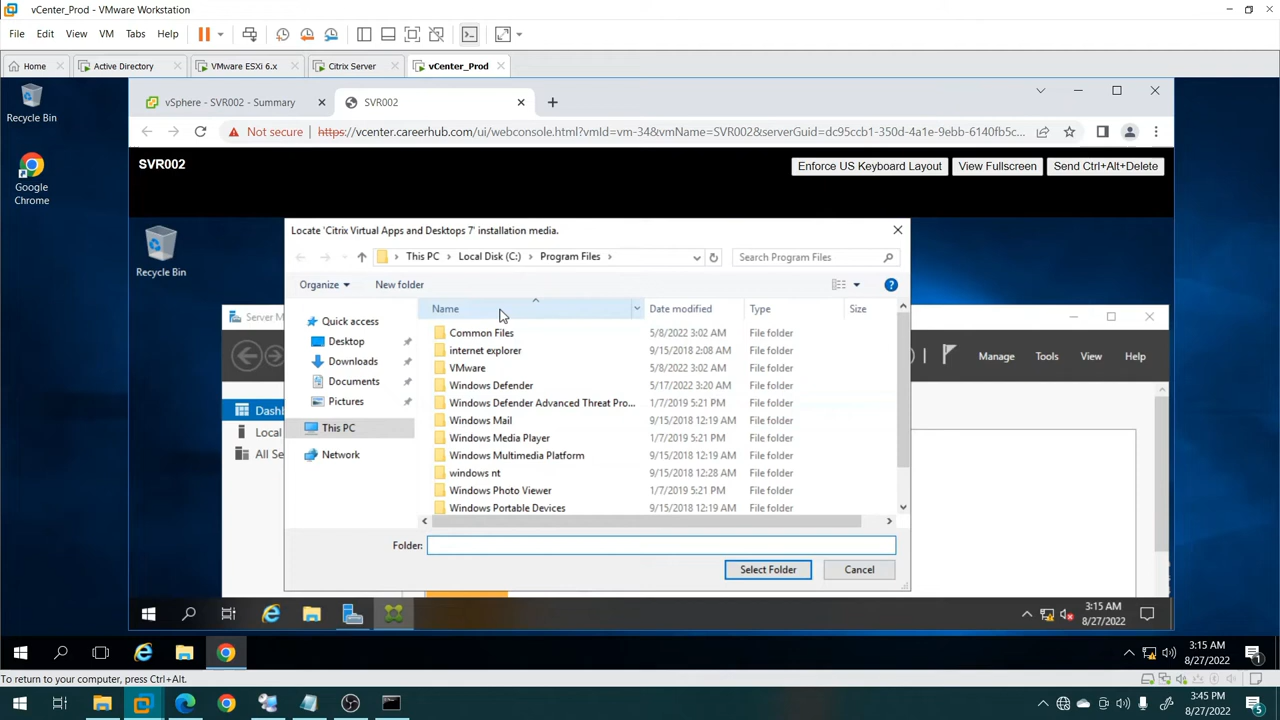 vCenter_Prod - VMware Workstation
File Edit View VM Tabs Help
Home Active Directory VMware ESXi 6.x Citrix Server vCenter_Prod
Recycle Bin
Google
Chrome
vSphere - SVR002 - Summary SVR002
Not secure https://vcenter.careerhub.com/ui/webconsole.html?vmId=vm-34&vmName=SVR002&serverGuid=dc95ccb1-350d-4a1e-9ebb-6140fb5c...
SVR002 Enforce US Keyboard Layout View Fullscreen Send Ctrl+Alt+Delete
Recycle Bin
Server M
Manage Tools View Help
Dashb
Local
All Se
Locate 'Citrix Virtual Apps and Desktops 7' installation media.
This PC Local Disk (C:) Program Files Search Program Files
Organize New folder
Quick access
Desktop
Downloads
Documents
Pictures
This PC
Network
Name Date modified Type Size
Common Files 5/8/2022 3:02 AM File folder
internet explorer 9/15/2018 2:08 AM File folder
VMware 5/8/2022 3:02 AM File folder
Windows Defender 5/17/2022 3:20 AM File folder
Windows Defender Advanced Threat Pro... 1/7/2019 5:21 PM File folder
Windows Mail 9/15/2018 12:19 AM File folder
Windows Media Player 1/7/2019 5:21 PM File folder
Windows Multimedia Platform 9/15/2018 12:19 AM File folder
windows nt 9/15/2018 12:28 AM File folder
Windows Photo Viewer 1/7/2019 5:21 PM File folder
Windows Portable Devices 9/15/2018 12:19 AM File folder
Folder:
Select Folder Cancel
3:15 AM
8/27/2022
3:15 AM
8/27/2022
1
To return to your computer, press Ctrl+Alt.
3:45 PM
8/27/2022
5